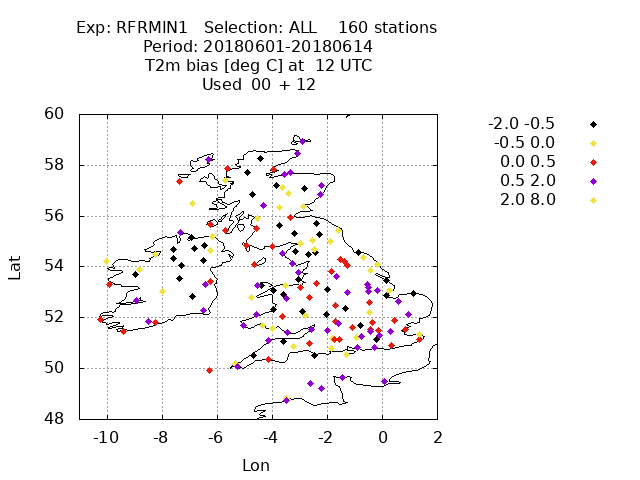 Exp: RFRMIN1 Selection: ALL 160 stations
Period: 20180601-20180614
T2m bias [deg C] at 12 UTC
Used 00 + 12
-2.0 -0.5
-0.5 0.0
0.0 0.5
0.5 2.0
2.0 8.0
60
58
56
54
52
50
48
Lat
-10 -8 -6 -4 -2 0 2
Lon